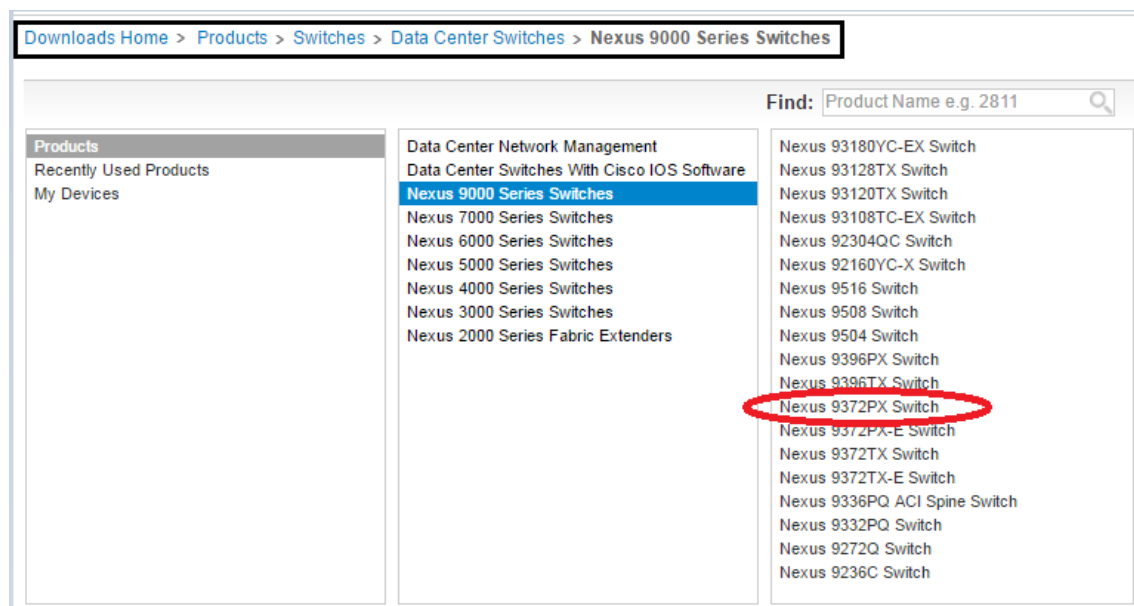 Downloads Home > Products > Switches > Data Center Switches > Nexus 9000 Series Switches
Find: Product Name e.g. 2811
Products
Recently Used Products
My Devices
Data Center Network Management
Data Center Switches With Cisco IOS Software
Nexus 9000 Series Switches
Nexus 7000 Series Switches
Nexus 6000 Series Switches
Nexus 5000 Series Switches
Nexus 4000 Series Switches
Nexus 3000 Series Switches
Nexus 2000 Series Fabric Extenders
Nexus 93180YC-EX Switch
Nexus 93128TX Switch
Nexus 93120TX Switch
Nexus 93108TC-EX Switch
Nexus 92304QC Switch
Nexus 92160YC-X Switch
Nexus 9516 Switch
Nexus 9508 Switch
Nexus 9504 Switch
Nexus 9396PX Switch
Nexus 9396TX Switch
Nexus 9372PX Switch
Nexus 9372PX-E Switch
Nexus 9372TX Switch
Nexus 9372TX-E Switch
Nexus 9336PQ ACI Spine Switch
Nexus 9332PQ Switch
Nexus 9272Q Switch
Nexus 9236C Switch